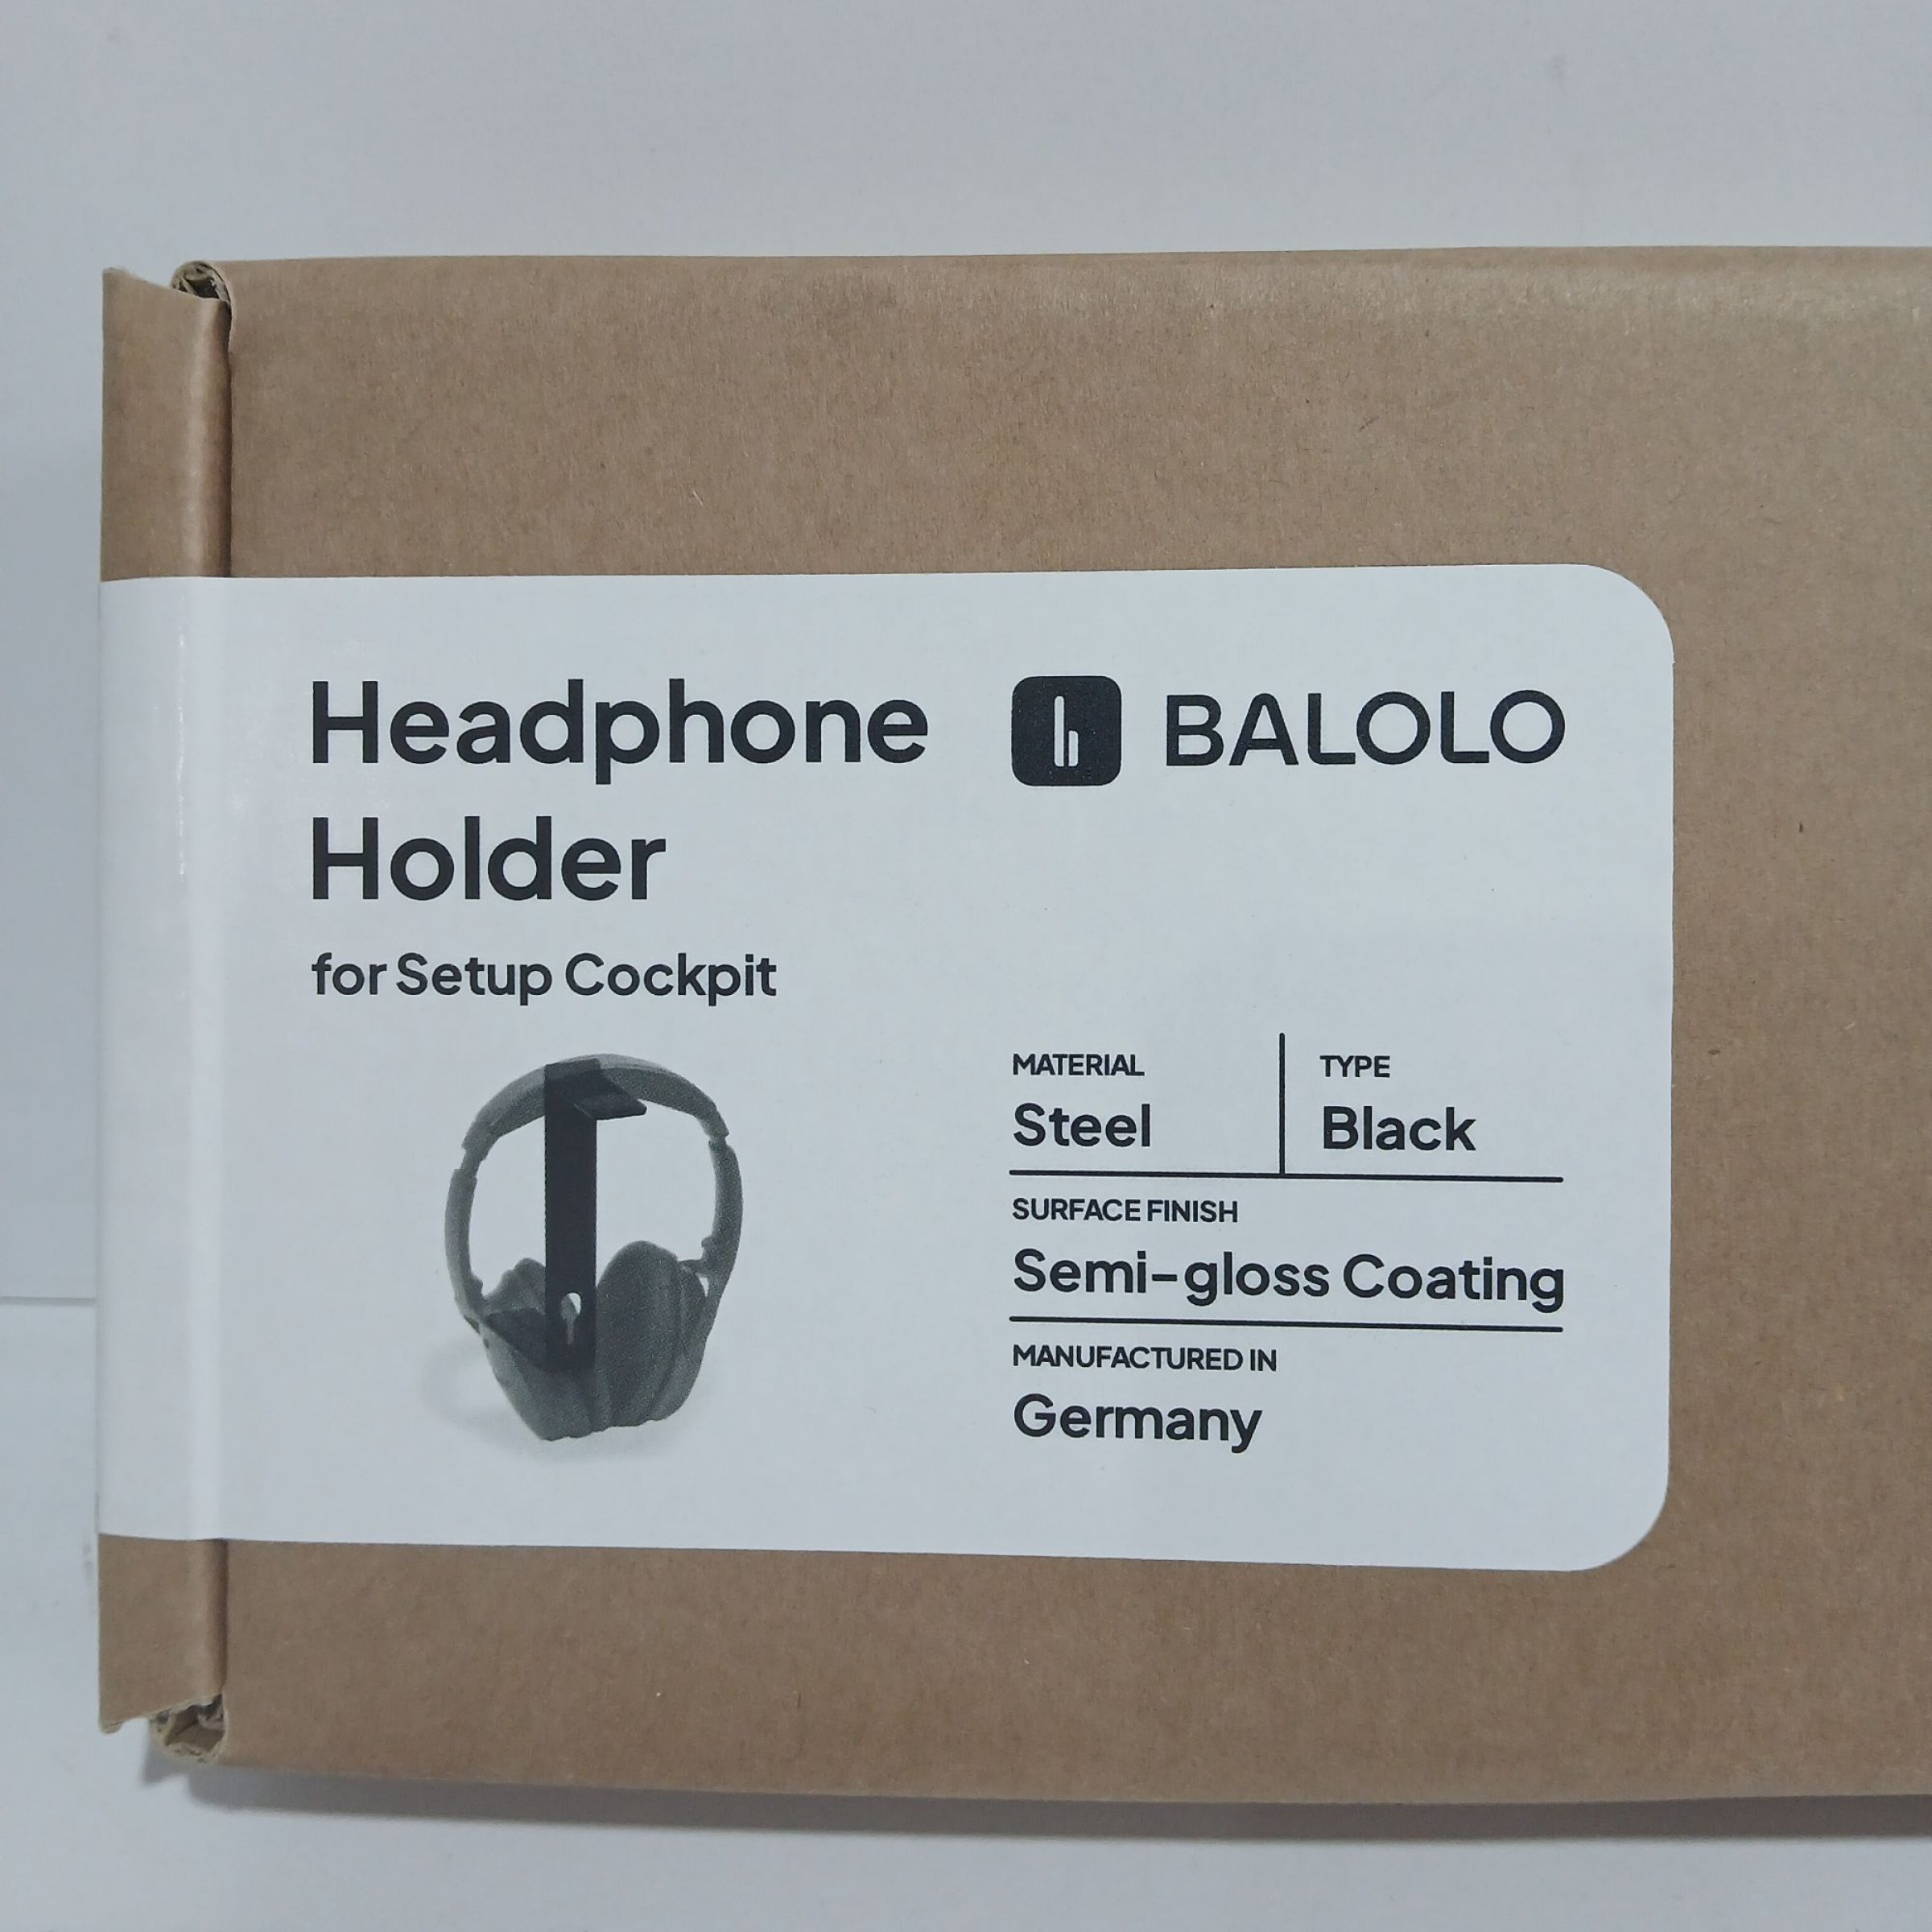 Headphone
Holder
for Setup Cockpit
BALOLO
MATERIAL
Steel
TYPE
Black
SURFACE FINISH
Semi-gloss Coating
MANUFACTURED IN
Germany